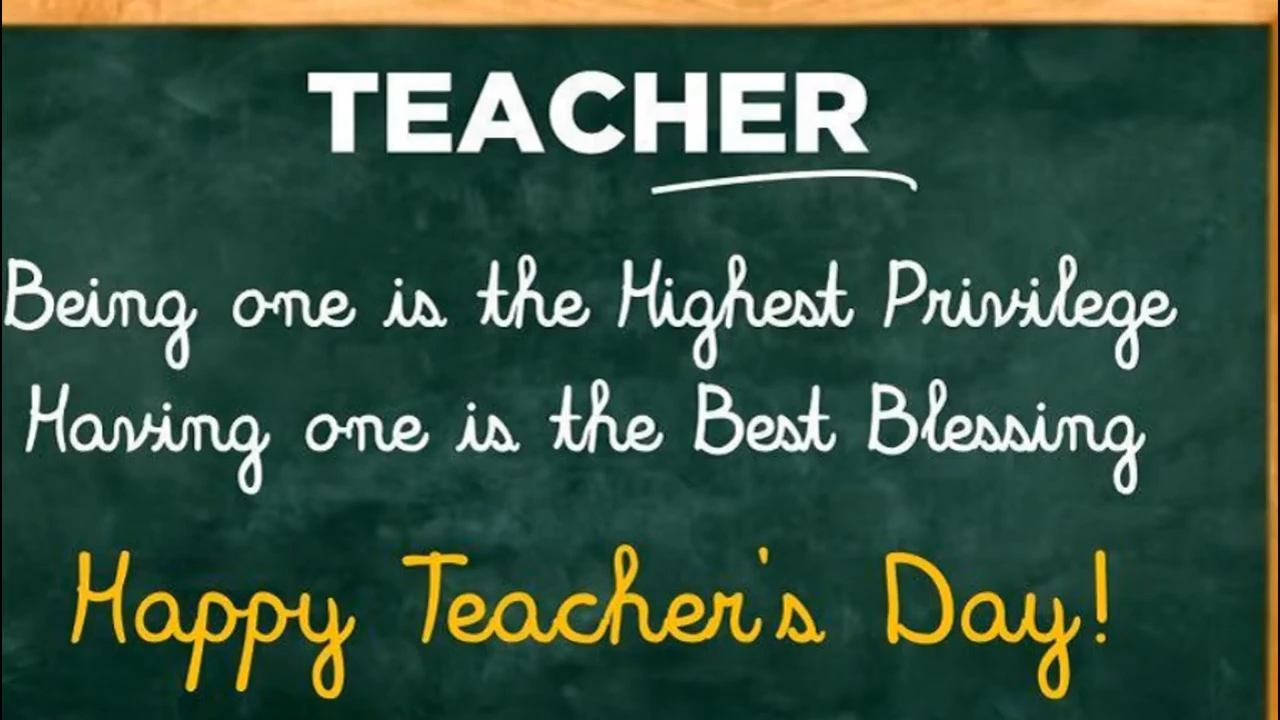 TEACHER
Being one is the Highest Privilege
Having one is the Best Blessing
Happy Teacher's Day!